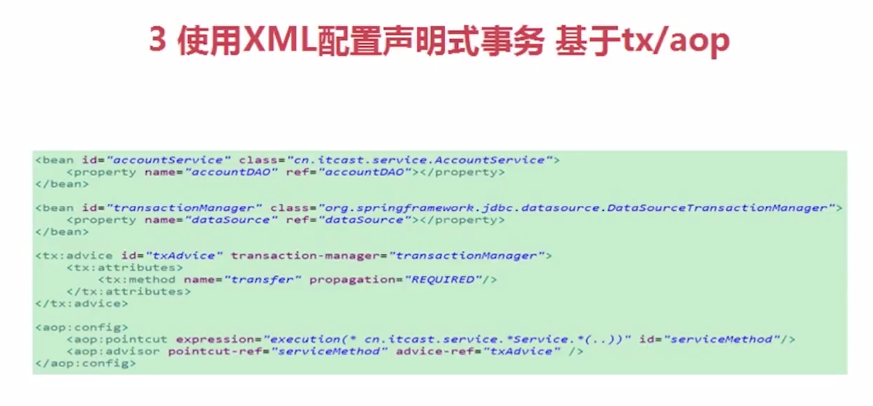 3 使用XML配置声明式事务 基于tx/aop
<bean id="accountService" class="cn.itcast.service.AccountService">
<property name="accountDAO" ref="accountDAO"></property>
</bean>
<bean id="transactionManager" class="org.springframework.jdbc.datasource.DataSourceTransactionManager">
<property name="dataSource" ref="dataSource"></property>
</bean>
<tx:advice id="txAdvice" transaction-manager="transactionManager">
<tx:attributes>
<tx:method name="transfer" propagation="REQUIRED"/>
</tx:attributes>
</tx:advice>
<aop:config>
<aop:pointcut expression="execution(* cn.itcast.service.*Service.*(..))" id="serviceMethod"/>
<aop:advisor pointcut-ref="serviceMethod" advice-ref="txAdvice" />
</aop:config>